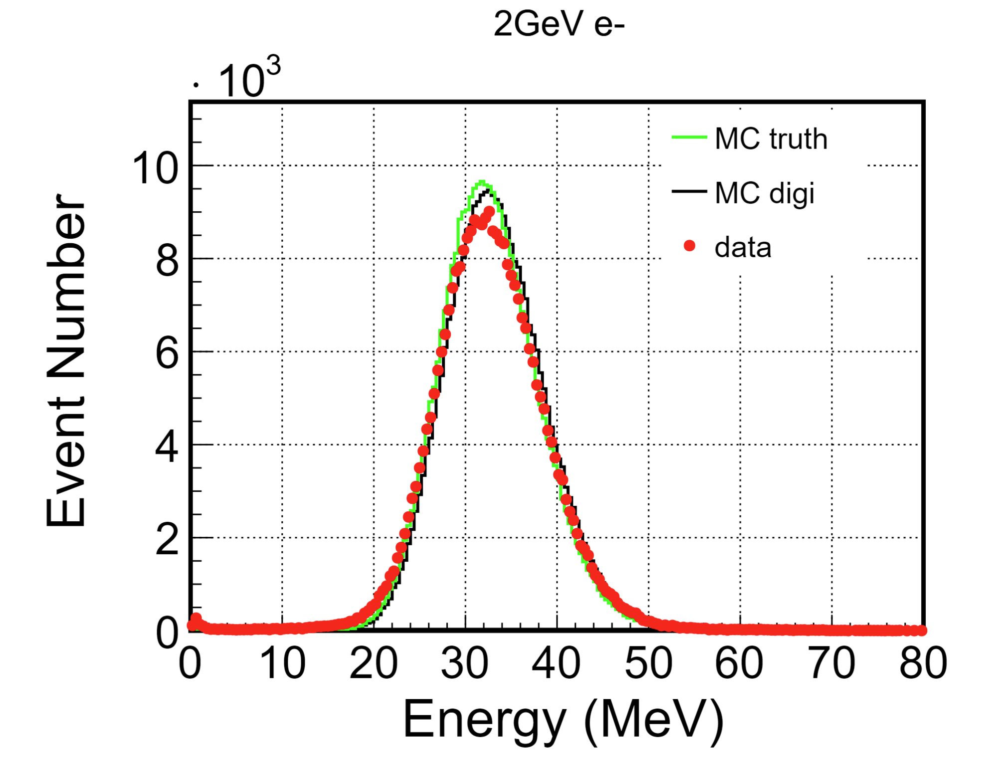 2GeV e-
· 10³
MC truth
MC digi
data
10
8
6
4
2
0
Event Number
0 10 20 30 40 50 60 70 80
Energy (MeV)